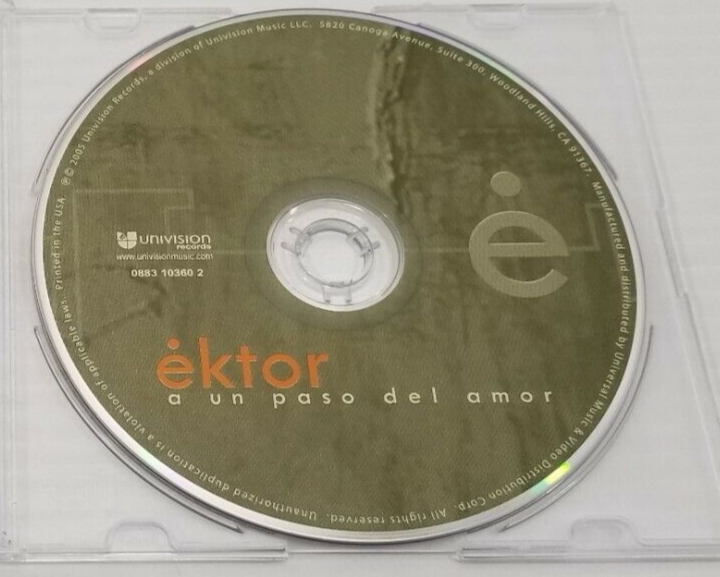 ℗ © 2005 Univision Records, a division of Univision Music LLC. 5820 Canoga Avenue, Suite 300, Woodland Hills, CA 91367. Manufactured and distributed by Universal Music & Video Distribution Corp. All rights reserved. Unauthorized duplication is a violation of applicable laws. Printed in the USA.
ė
univision
records
www.univisionmusic.com
0883 10360 2
ėktor
a un paso del amor